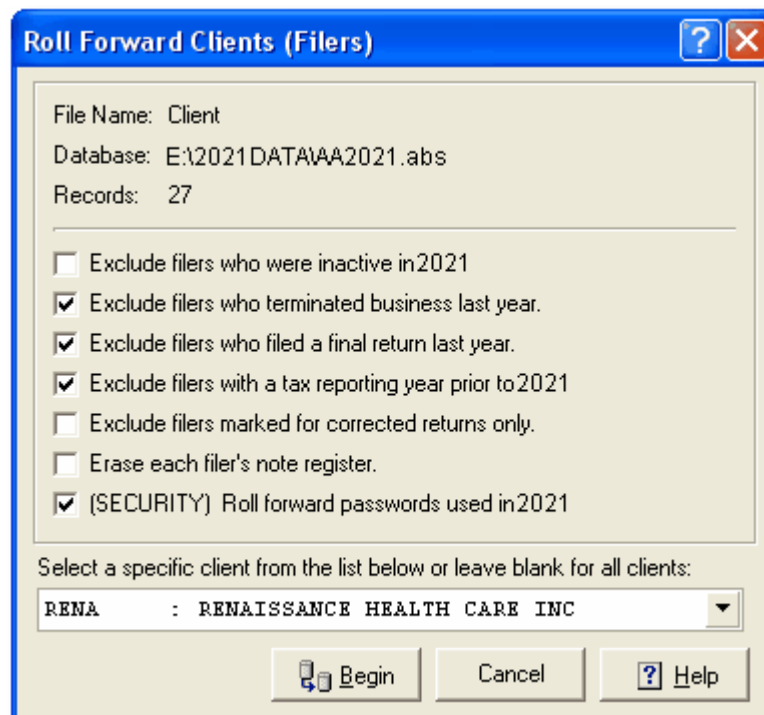 Roll Forward Clients (Filers)
File Name: Client
Database: E:\2021DATA\AA2021.abs
Records: 27
Exclude filers who were inactive in2021
Exclude filers who terminated business last year.
Exclude filers who filed a final return last year.
Exclude filers with a tax reporting year prior to2021
Exclude filers marked for corrected returns only.
Erase each filer's note register.
(SECURITY) Roll forward passwords used in2021
Select a specific client from the list below or leave blank for all clients:
RENA : RENAISSANCE HEALTH CARE INC
Begin Cancel ? Help